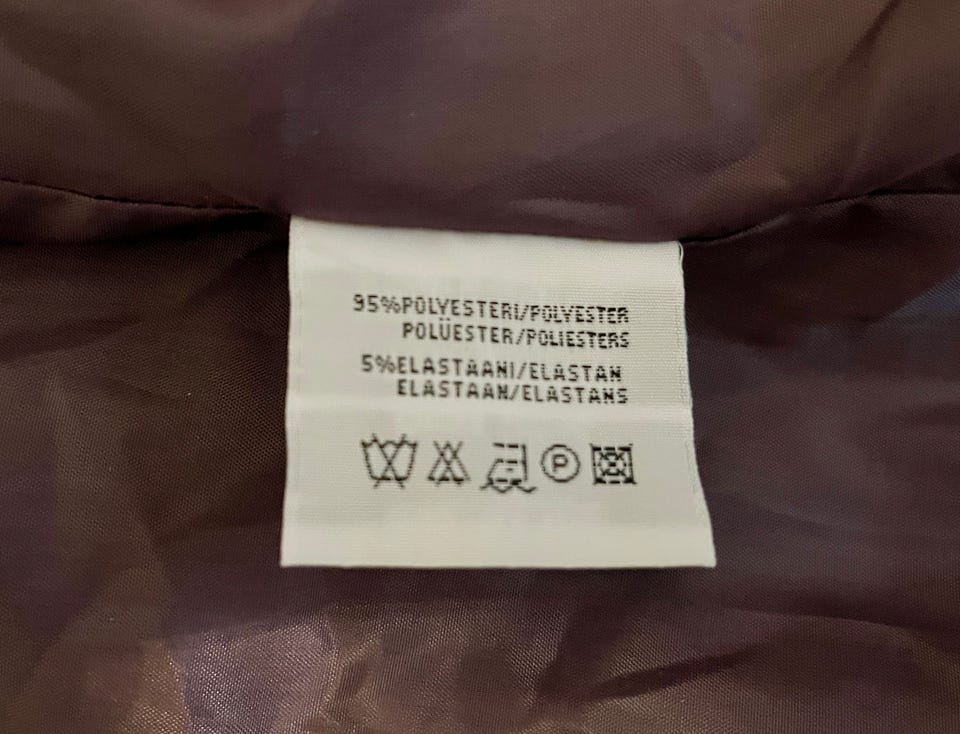 95%POLYESTERI/POLYESTER
POLÜESTER/POLIESTERS
5%ELASTAANI/ELASTAN
ELASTAAN/ELASTANS
P